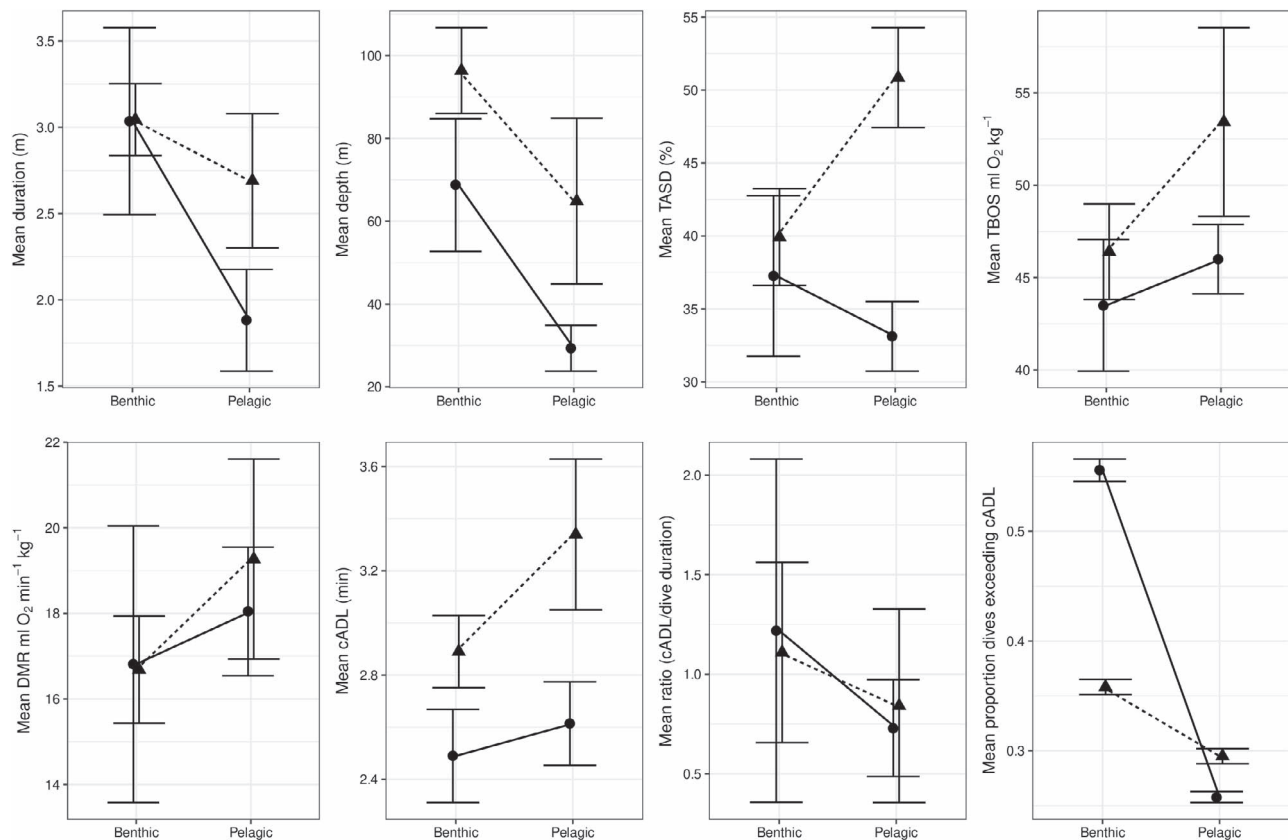 Mean duration (m)
3.5
3.0
2.5
2.0
1.5
Benthic
Pelagic
Mean depth (m)
100
80
60
40
20
Benthic
Pelagic
Mean TASD (%)
55
50
45
40
35
30
Benthic
Pelagic
Mean TBOS ml O₂ kg⁻¹
55
50
45
40
Benthic
Pelagic
Mean DMR ml O₂ min⁻¹ kg⁻¹
22
20
18
16
14
Benthic
Pelagic
Mean cADL (min)
3.6
3.2
2.8
2.4
Benthic
Pelagic
Mean ratio (cADL/dive duration)
2.0
1.5
1.0
0.5
Benthic
Pelagic
Mean proportion dives exceeding cADL
0.5
0.4
0.3
Benthic
Pelagic